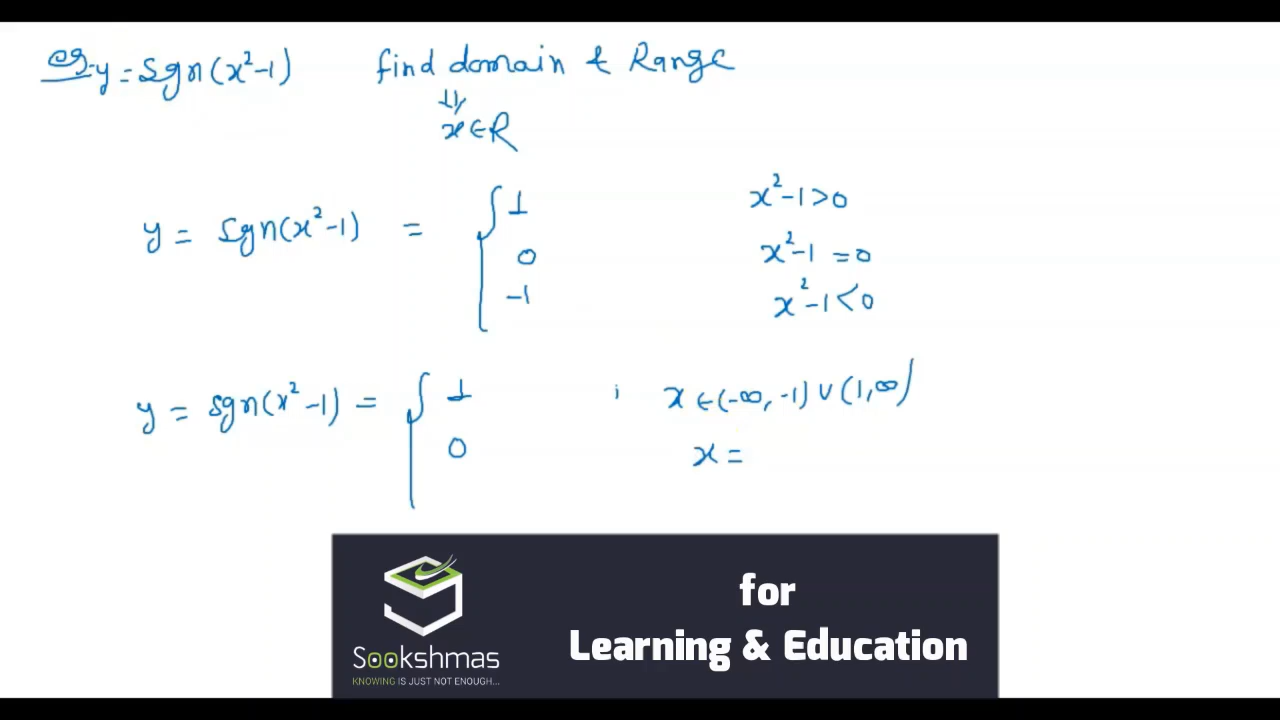 eg. y = sgn(x²-1) find domain & Range
⇓
x∈R
y = sgn(x²-1) = { 1 x²-1>0
0 x²-1 =0
-1 x²-1<0
y = sgn(x²-1) = { 1 ; x∈(-∞, -1)∪(1,∞)
0 x =
for
Learning & Education
Sookshmas
KNOWING IS JUST NOT ENOUGH...